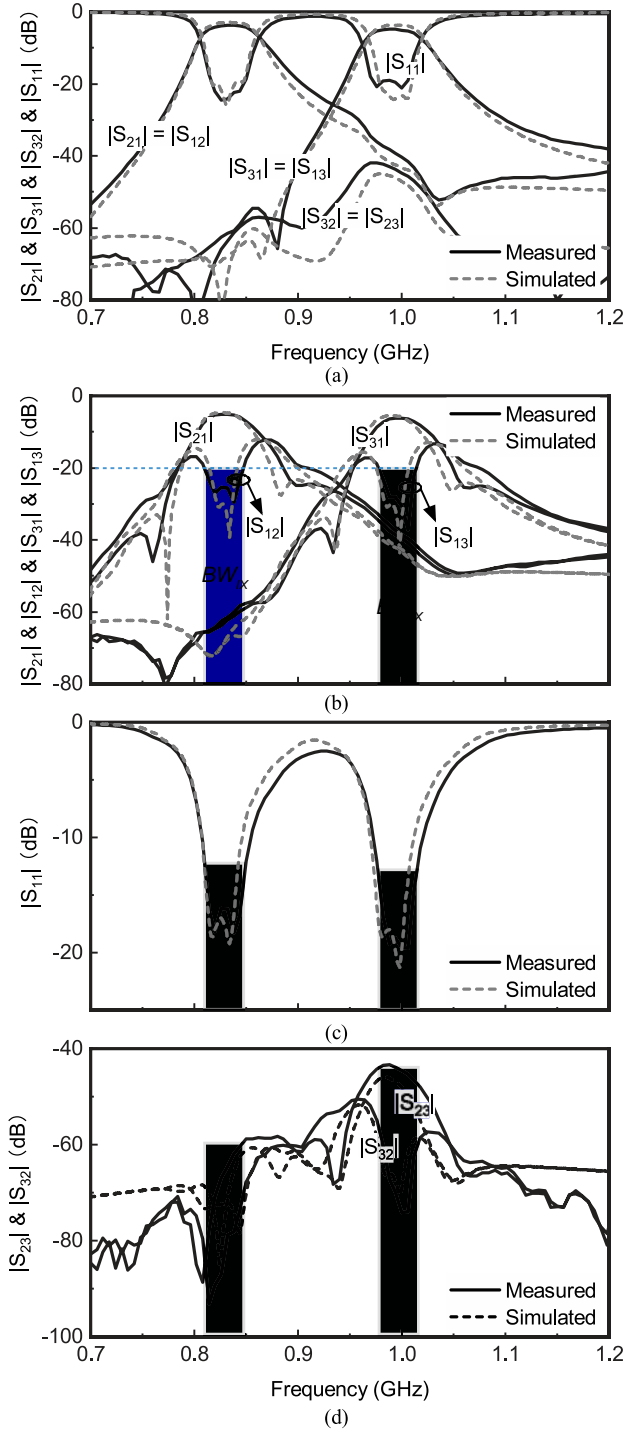 |S21| & |S31| & |S32| & |S11| (dB)
0
-20
-40
-60
-80
|S11|
|S21| = |S12|
|S31| = |S13|
|S32| = |S23|
Measured
Simulated
0.7 0.8 0.9 1.0 1.1 1.2
Frequency (GHz)
(a)
|S21| & |S12| & |S31| & |S13| (dB)
0
-20
-40
-60
-80
|S21|
|S31|
Measured
Simulated
|S12|
|S13|
BW
(b)
|S11| (dB)
0
-10
-20
Measured
Simulated
(c)
|S23| & |S32| (dB)
-40
-60
-80
-100
|S23|
|S32|
Measured
Simulated
0.7 0.8 0.9 1.0 1.1 1.2
Frequency (GHz)
(d)